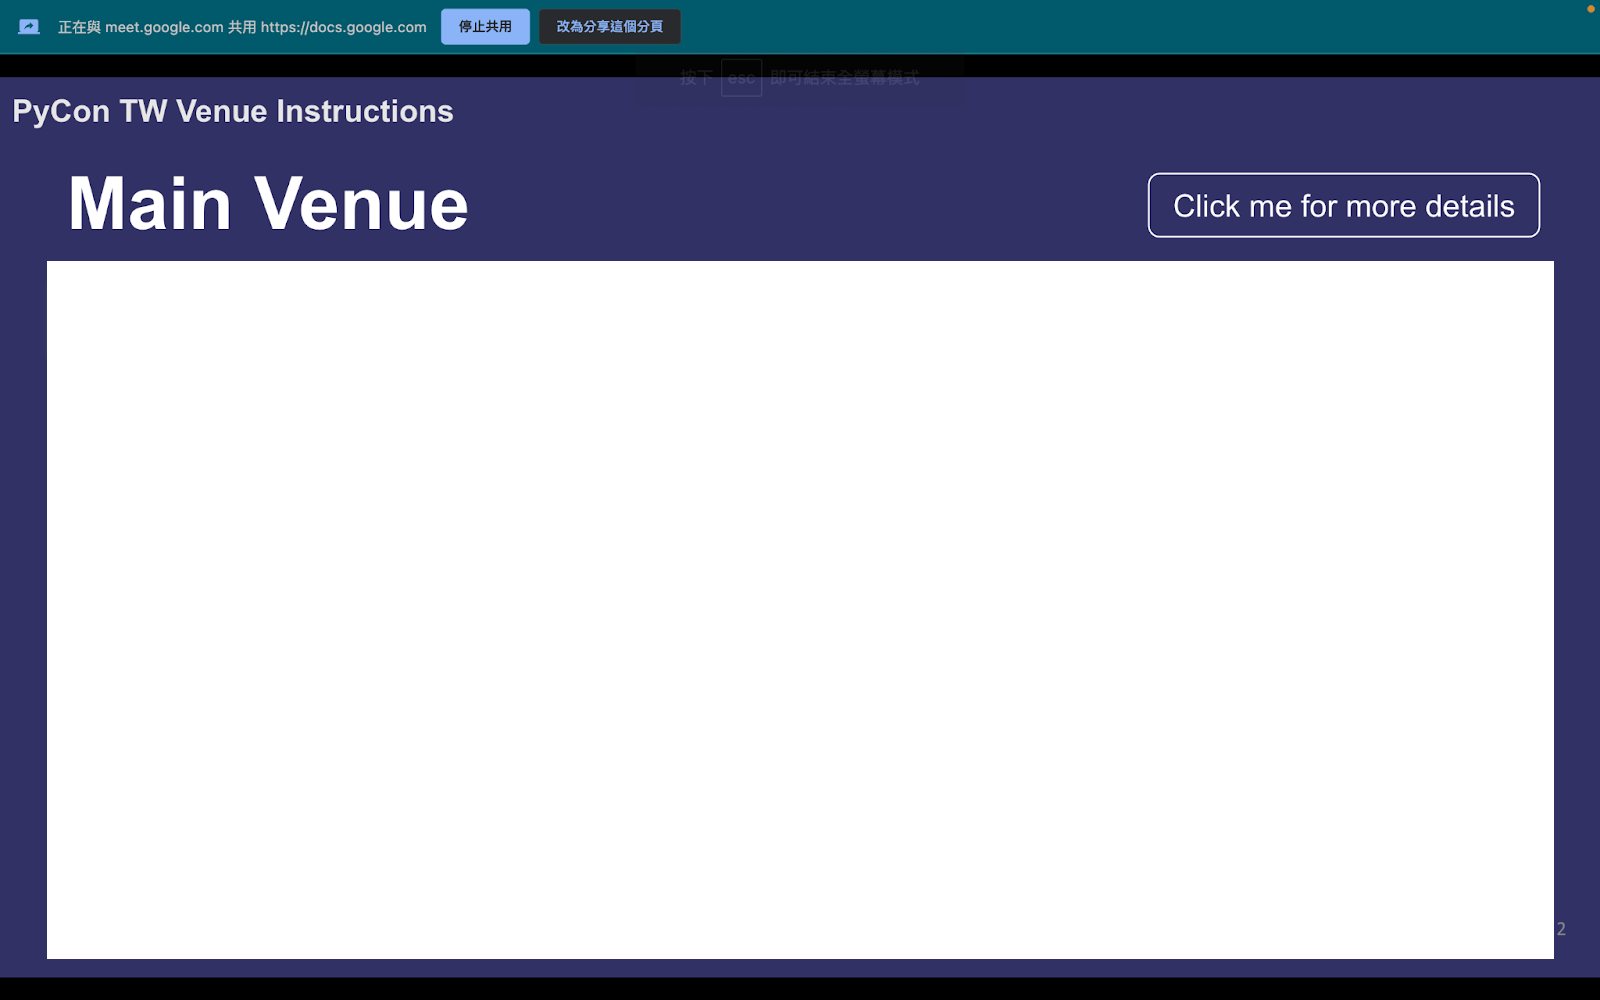 正在與 meet.google.com 共用 https://docs.google.com 停止共用 改為分享這個分頁
按下 esc 即可結束全螢幕模式
PyCon TW Venue Instructions
Main Venue
Click me for more details
2